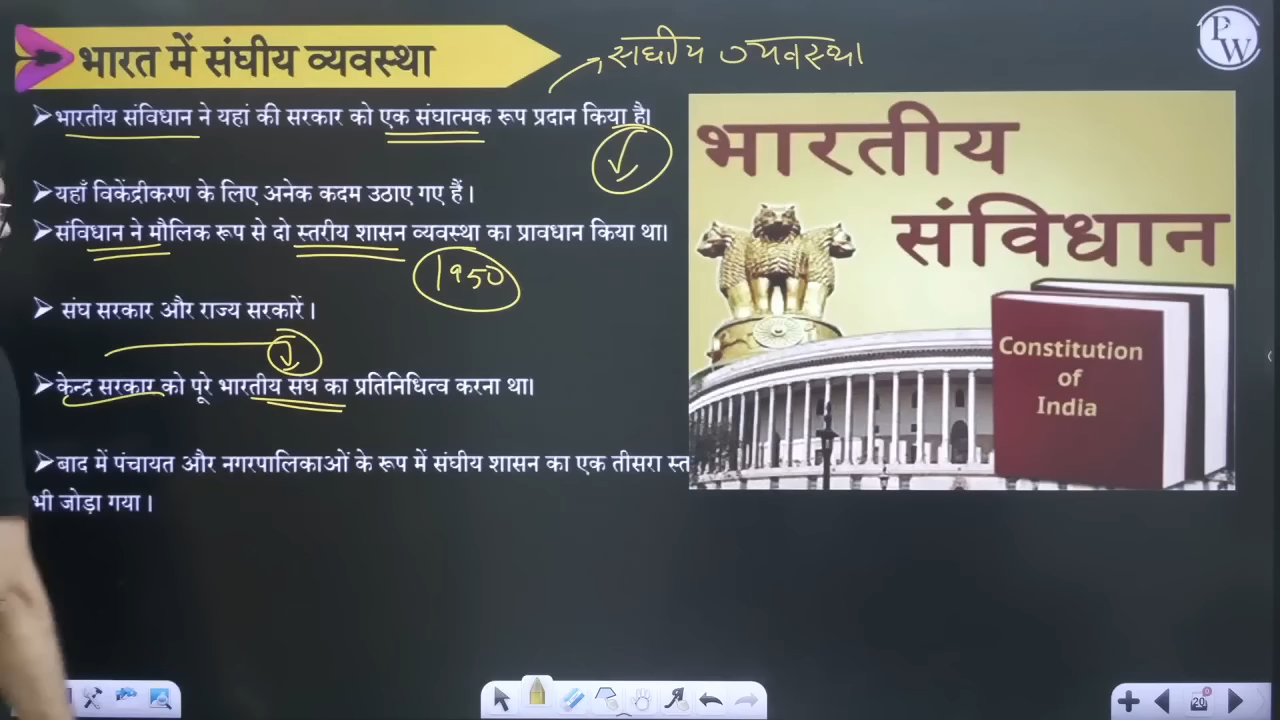 भारत में संघीय व्यवस्था
संघीय व्यवस्था
PW
भारतीय संविधान ने यहां की सरकार को एक संघात्मक रूप प्रदान किया है।
यहाँ विकेंद्रीकरण के लिए अनेक कदम उठाए गए हैं।
संविधान ने मौलिक रूप से दो स्तरीय शासन व्यवस्था का प्रावधान किया था।
1950
संघ सरकार और राज्य सरकारें।
केन्द्र सरकार को पूरे भारतीय संघ का प्रतिनिधित्व करना था।
बाद में पंचायत और नगरपालिकाओं के रूप में संघीय शासन का एक तीसरा
भी जोड़ा गया।
भारतीय
संविधान
Constitution
of
India
20